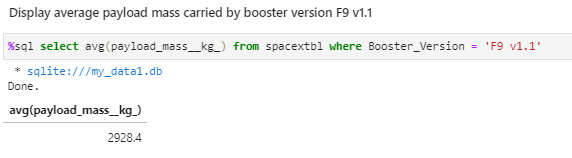 Display average payload mass carried by booster version F9 v1.1
%sql select avg(payload_mass__kg_) from spacextbl where Booster_Version = 'F9 v1.1'
* sqlite:///my_data1.db
Done.
avg(payload_mass__kg_)
2928.4